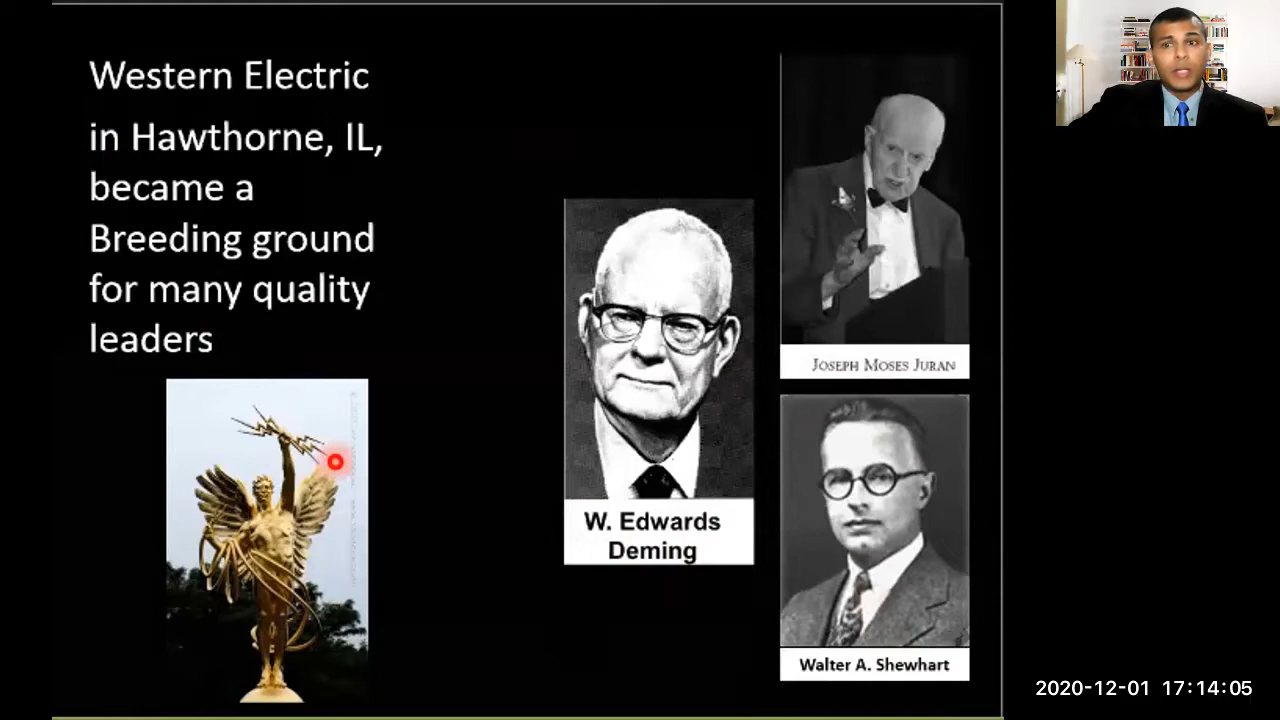 Western Electric
in Hawthorne, IL,
became a
Breeding ground
for many quality
leaders
W. Edwards
Deming
JOSEPH MOSES JURAN
Walter A. Shewhart
2020-12-01 17:14:05